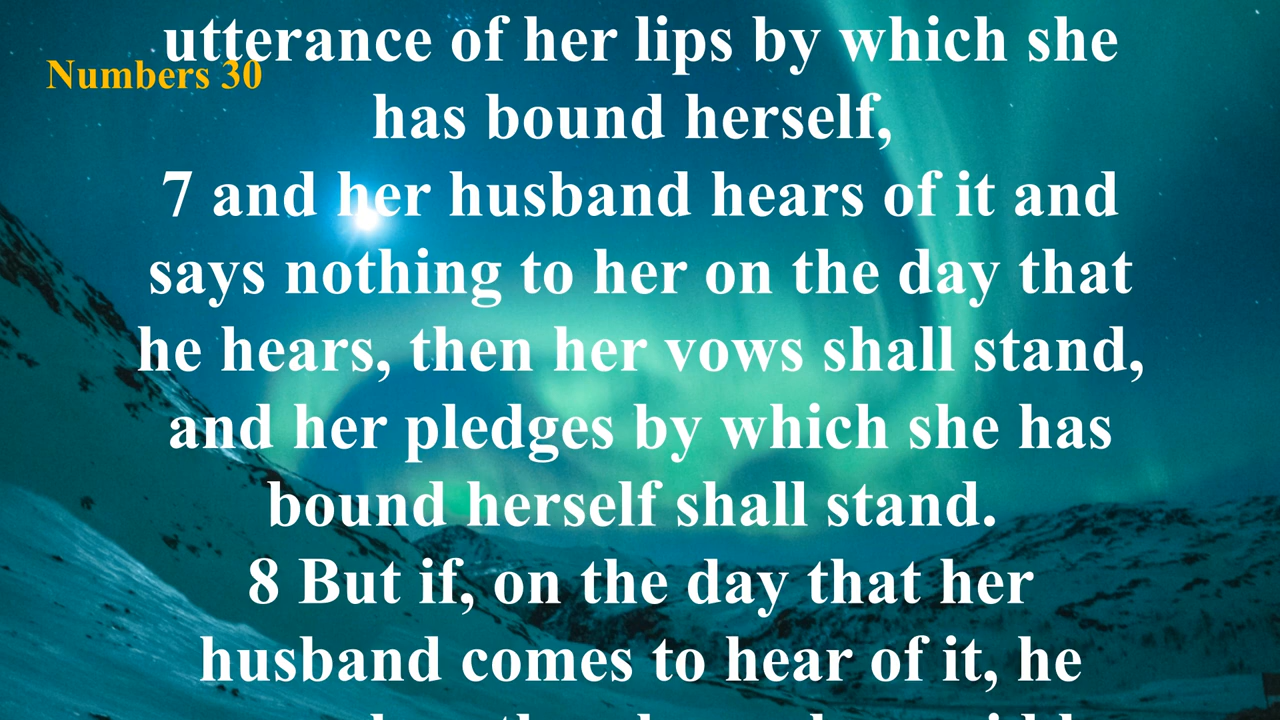 utterance of her lips by which she
Numbers 30
has bound herself,
7 and her husband hears of it and
says nothing to her on the day that
he hears, then her vows shall stand,
and her pledges by which she has
bound herself shall stand.
8 But if, on the day that her
husband comes to hear of it, he